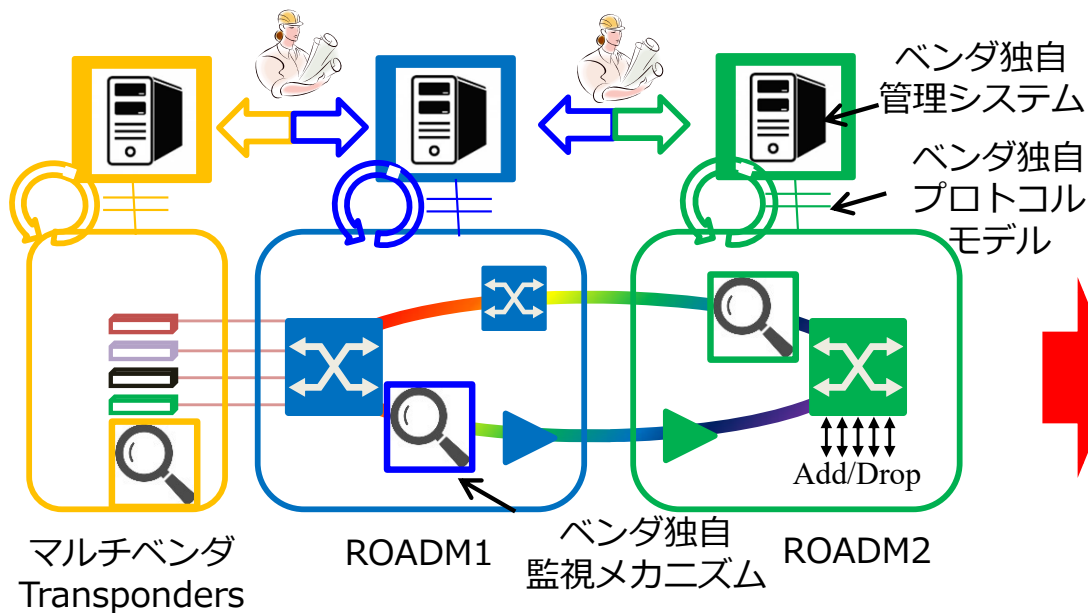 ベンダ独自
管理システム
ベンダ独自
プロトコル
モデル
Add/Drop
マルチベンダ
Transponders
ROADM1
ベンダ独自
監視メカニズム
ROADM2